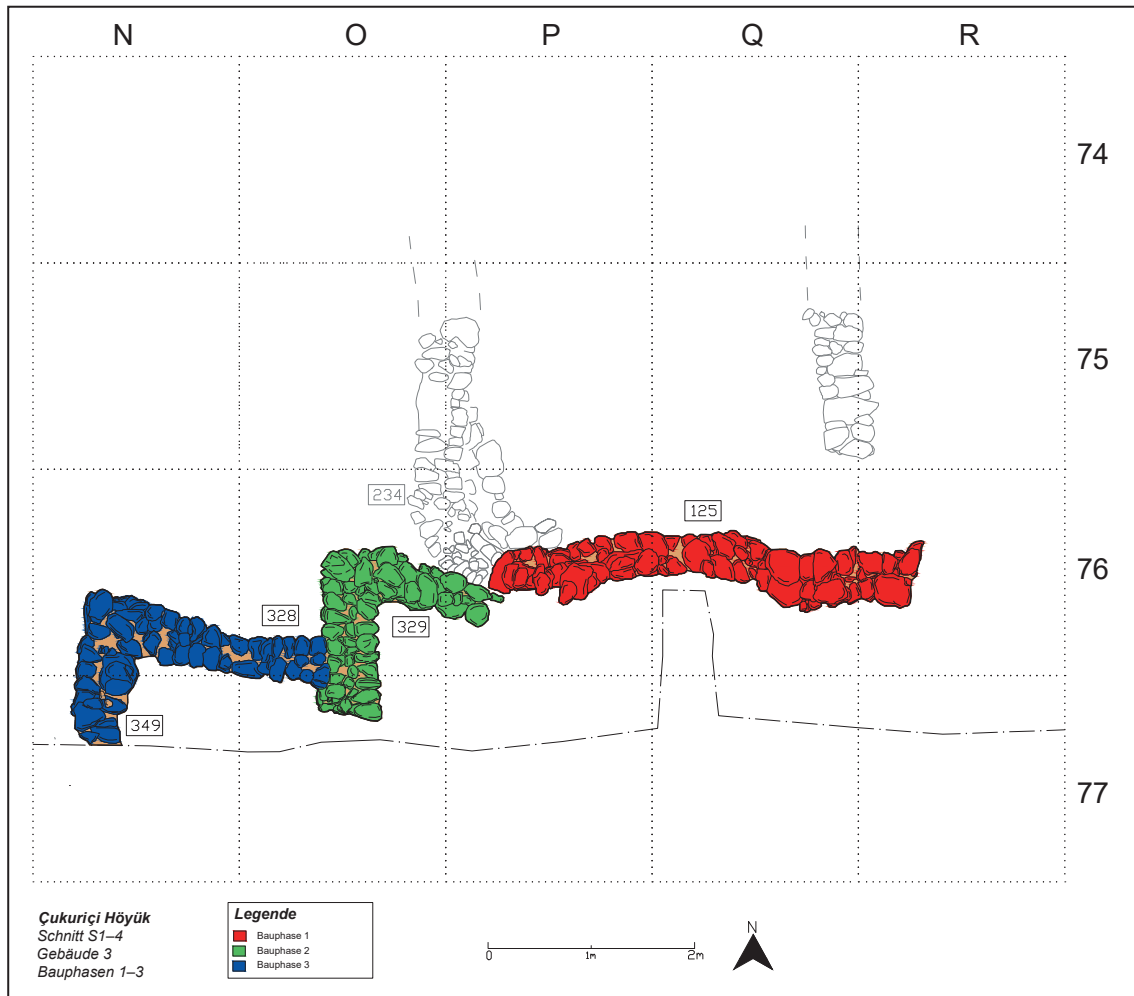 N O P Q R
74
75
234
125
76
328
329
349
77
Çukuriçi Höyük
Schnitt S1–4
Gebäude 3
Bauphasen 1–3
Legende
Bauphase 1
Bauphase 2
Bauphase 3
0 1m 2m
N